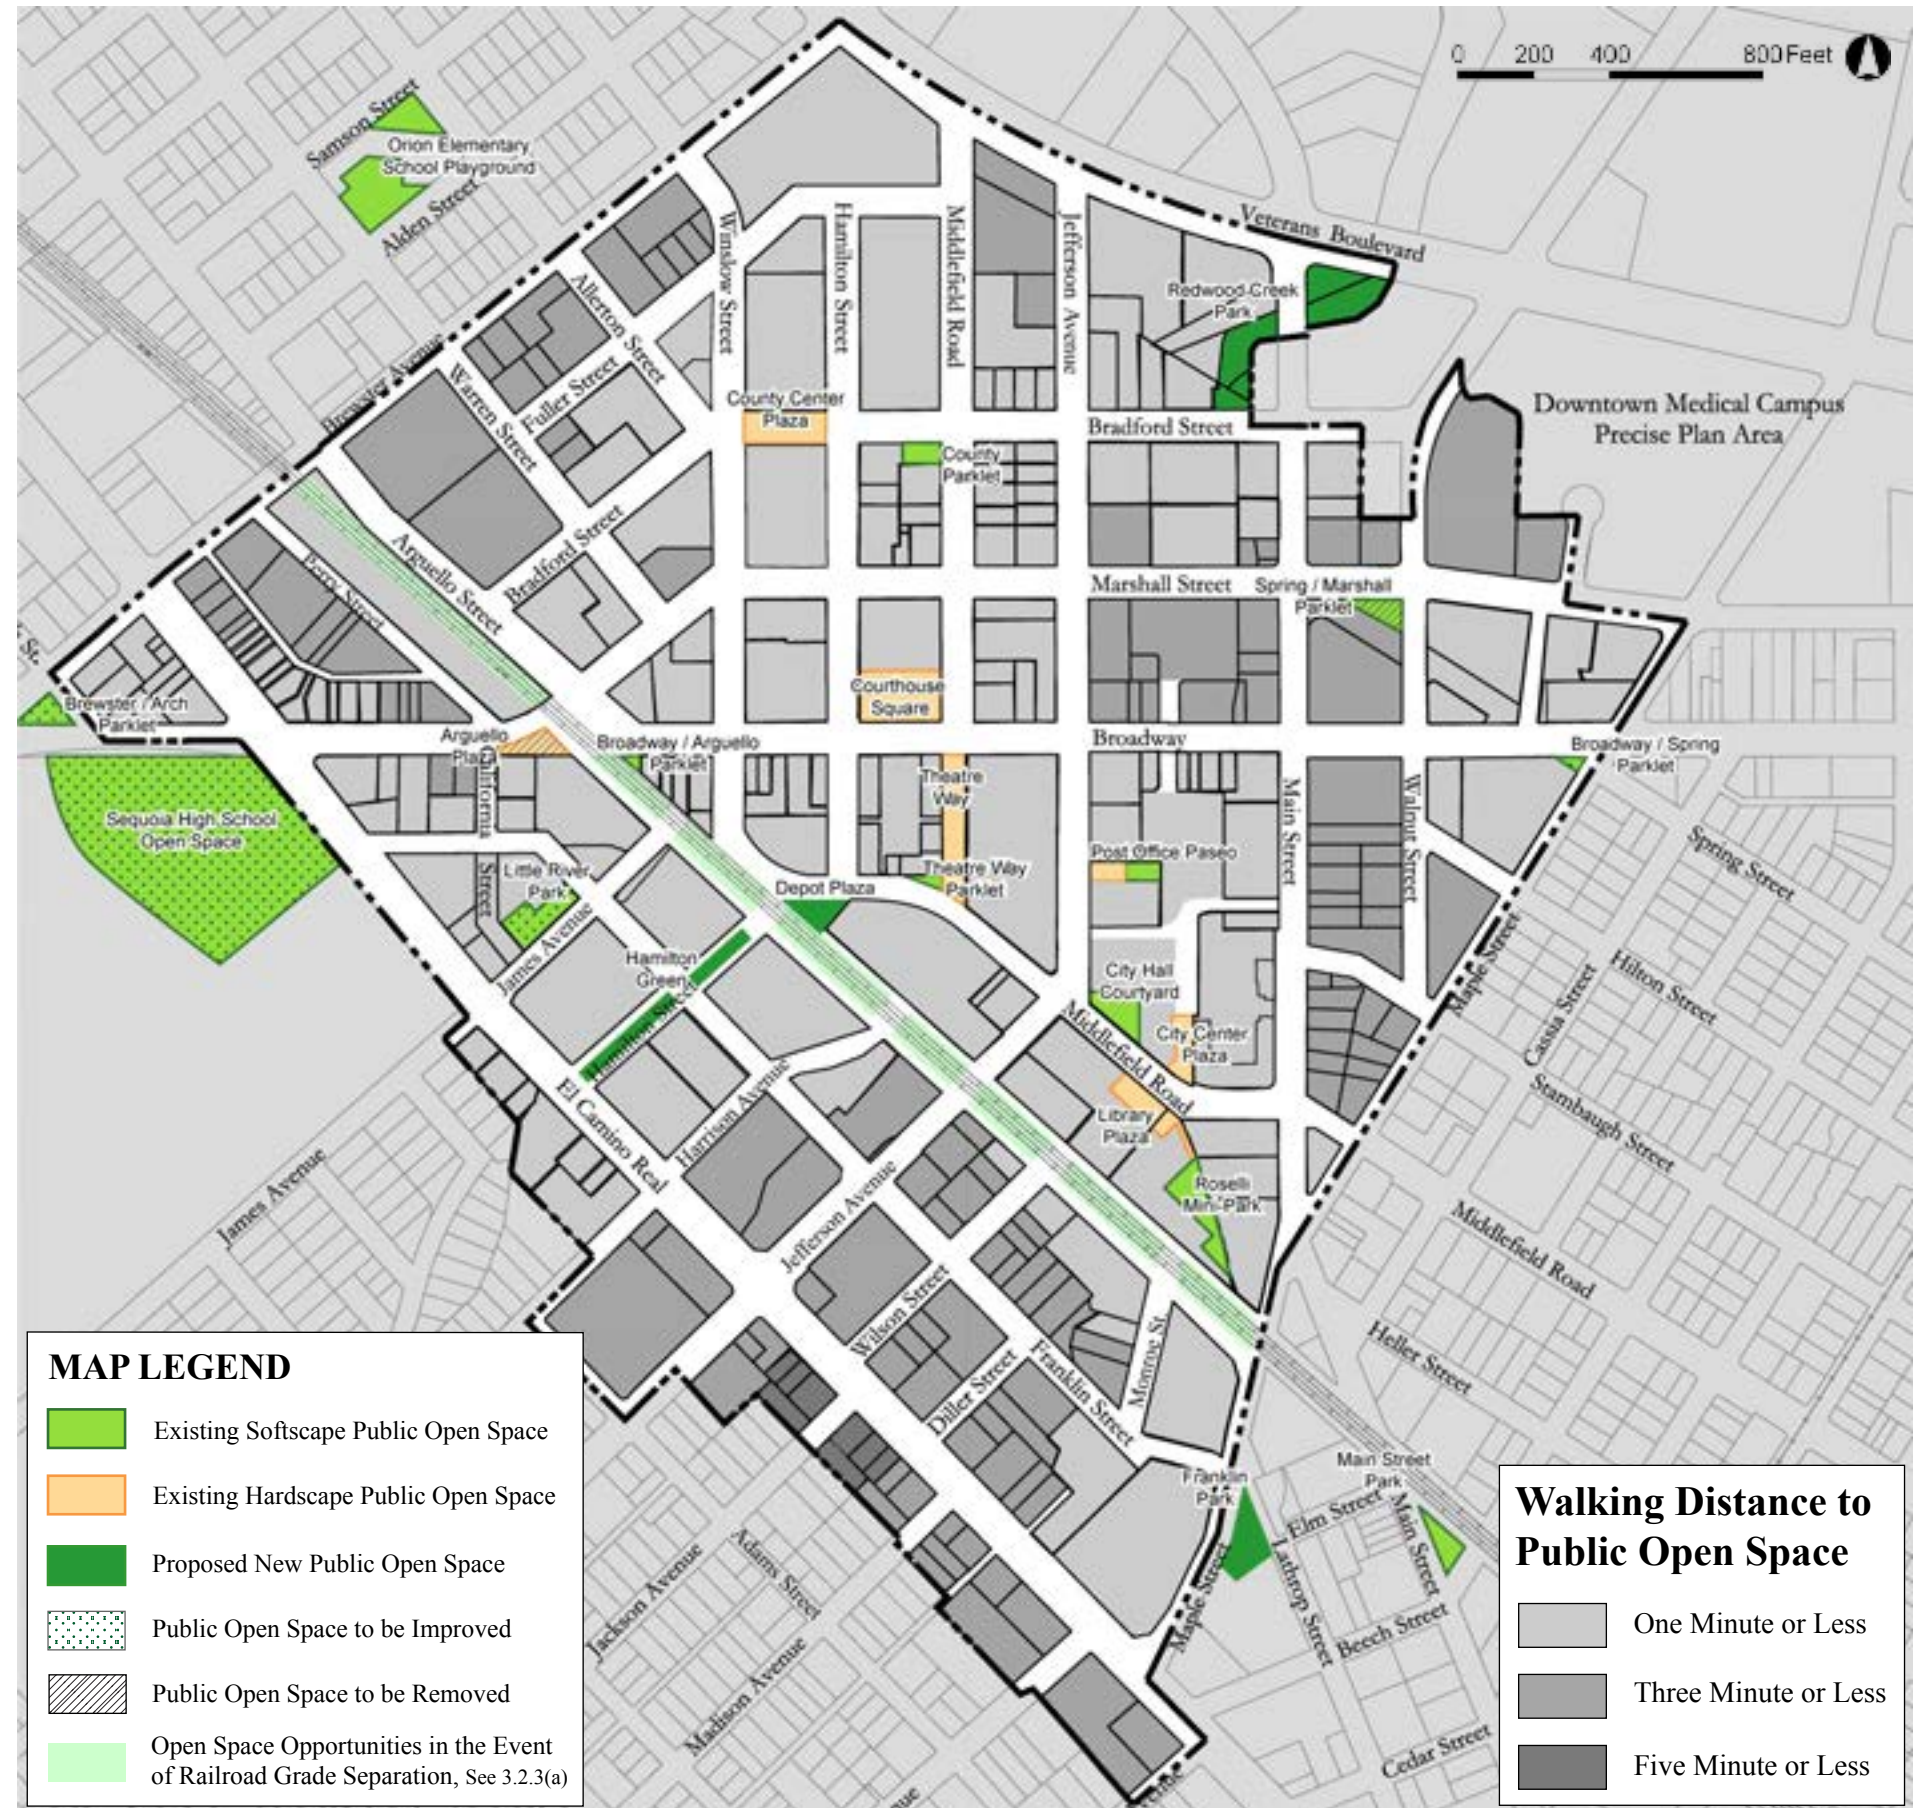 0 200 400 800 Feet
Samson Street
Orion Elementary
School Playground
Alden Street
Veterans Boulevard
Winslow Street
Hamilton Street
Middlefield Road
Jefferson Avenue
Redwood Creek
Park
Allerton Street
Brewster Avenue
Warren Street
Fuller Street
County Center
Plaza
Bradford Street
Downtown Medical Campus
Precise Plan Area
County
Parklet
Perry Street
Arguello Street
Bradford Street
Marshall Street
Spring / Marshall
Parklet
St.
Brewster / Arch
Parklet
Courthouse
Square
Arguello
Plaza
California
Street
Broadway / Arguello
Parklet
Broadway
Broadway / Spring
Parklet
Theatre
Way
Main Street
Walnut Street
Sequoia High School
Open Space
Little River
Park
Post Office Paseo
Spring Street
Depot Plaza
Theatre Way
Parklet
James Avenue
Hamilton
Green
Hamilton Street
City Hall
Courtyard
Maple Street
Hilton Street
Cassia Street
Middlefield Road
City Center
Plaza
El Camino Real
Harrison Avenue
Library
Plaza
Stambaugh Street
James Avenue
Jefferson Avenue
Roselli
Mini-Park
Middlefield Road
Wilson Street
Heller Street
Monroe St
Franklin Street
Diller Street
Franklin
Park
Main Street
Park
Elm Street
Main Street
Lathrop Street
Maple Street
Beech Street
Adams Street
Jackson Avenue
Madison Avenue
Cedar Street
MAP LEGEND
Existing Softscape Public Open Space
Existing Hardscape Public Open Space
Proposed New Public Open Space
Public Open Space to be Improved
Public Open Space to be Removed
Open Space Opportunities in the Event
of Railroad Grade Separation, See 3.2.3(a)
Walking Distance to
Public Open Space
One Minute or Less
Three Minute or Less
Five Minute or Less